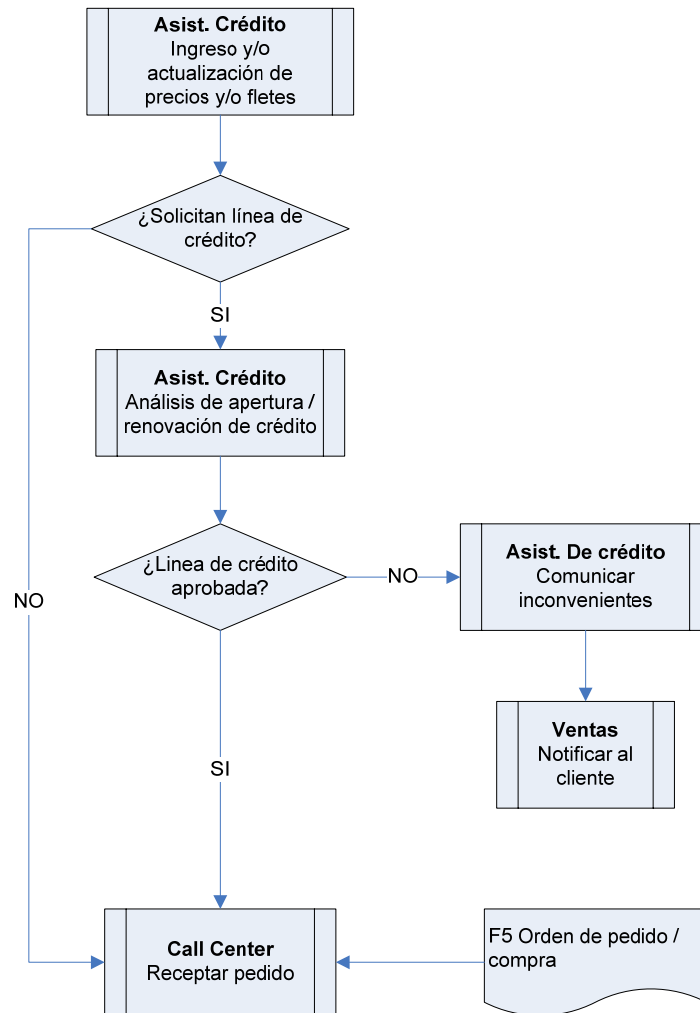 Asist. Crédito
Ingreso y/o
actualización de
precios y/o fletes
¿Solicitan línea de
crédito?
SI
Asist. Crédito
Análisis de apertura /
renovación de crédito
¿Linea de crédito
aprobada?
NO
Asist. De crédito
Comunicar
inconvenientes
NO
Ventas
Notificar al
cliente
SI
Call Center
Receptar pedido
F5 Orden de pedido /
compra